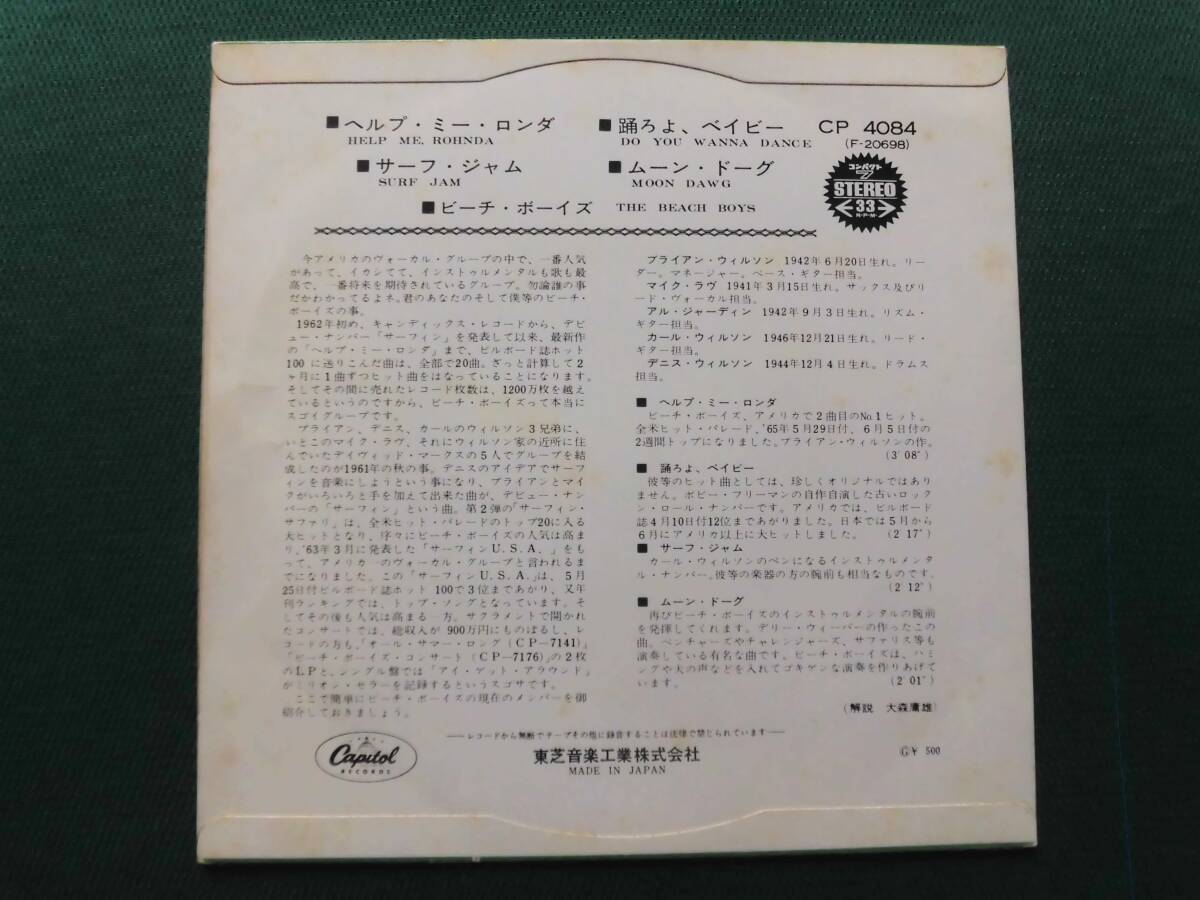 ■ヘルプ・ミー・ロンダ
HELP ME, ROHNDA
■踊ろよ、ベイビー
DO YOU WANNA DANCE
CP 4084
(F-20698)
■サーフ・ジャム
SURF JAM
■ムーン・ドーグ
MOON DAWG
コンパクト
7
STEREO
33
R·P·M
■ビーチ・ボーイズ THE BEACH BOYS
今アメリカのヴォーカル・グループの中で、一番人気
があって、イカシてて、インストゥルメンタルも歌も最
高で、一番将来を期待されているグループ。勿論誰の事
だかわかってるよネ。君のあなたのそして僕等のビーチ・
ボーイズの事。
1962年初め、キャンディックス・レコードから、デビ
ュー・ナンバー「サーフィン」を発表して以来、最新作
の「ヘルプ・ミー・ロンダ」まで、ビルボード誌ホット
100に送りこんだ曲は、全部で20曲。ざっと計算して2
ヶ月に1曲ずつヒット曲をはなっていることになります。
そしてその間に売れたレコード枚数は、1200万枚を越え
ているというのですから、ビーチ・ボーイズって本当に
スゴイグループです。
ブライアン、デニス、カールのウィルソン3兄弟に、
いとこのマイク・ラヴ、それにウィルソン家の近所に住
んでいたデイヴィッド・マークスの5人でグループを結
成したのが1961年の秋の事。デニスのアイデアでサーフ
ィンを音楽にしようという事になり、ブライアンとマイ
クがいろいろと手を加えて出来た曲が、デビュー・ナン
バーの「サーフィン」という曲。第2弾の「サーフィン・
サファリ」は、全米ヒット・パレードのトップ20に入る
大ヒットとなり、序々にビーチ・ボーイズの人気は高ま
り、'63年3月に発表した「サーフィンU.S.A.」をも
って、アメリカ一のヴォーカル・グループと言われるま
でになりました。この「サーフィンU.S.A.」は、5月
25日付ビルボード誌ホット100で3位まであがり、又年
刊ランキングでは、トップ・ソングとなっています。そ
してその後も人気は高まる一方。サクラメントで開かれ
たコンサートでは、総収入が900万円にものぼるし、レ
コードの方も、「オール・サマー・ロング(CP-7141)」
「ビーチ・ボーイズ・コンサート(CP-7176)」の2枚
のLPと、シングル盤では「アイ・ゲット・アラウンド」
がミリオン・セラーを記録するというスゴサです。
ここで簡単にビーチ・ボーイズの現在のメンバーを御
紹介しておきましょう。
ブライアン・ウィルソン 1942年6月20日生れ。リー
ダー。マネージャー。ベース・ギター担当。
マイク・ラヴ 1941年3月15日生れ。サックス及びリ
ード・ヴォーカル担当。
アル・ジャーディン 1942年9月3日生れ。リズム・
ギター担当。
カール・ウィルソン 1946年12月21日生れ。リード・
ギター担当。
デニス・ウィルソン 1944年12月4日生れ。ドラムス
担当。
■ヘルプ・ミー・ロンダ
ビーチ・ボーイズ、アメリカで2曲目のNo.1ヒット。
全米ヒット・パレード、'65年5月29日付、6月5日付の
2週間トップになりました。ブライアン・ウィルソンの作。
(3'08")
■踊ろよ、ベイビー
彼等のヒット曲としては、珍しくオリジナルではあり
ません。ボビー・フリーマンの自作自演した古いロック
ン・ロール・ナンバーです。アメリカでは、ビルボード
誌4月10日付12位まであがりました。日本では5月から
6月にアメリカ以上に大ヒットしました。 (2'17")
■サーフ・ジャム
カール・ウィルソンのペンになるインストゥルメンタ
ル・ナンバー。彼等の楽器の方の腕前も相当なものです。
(2'12")
■ムーン・ドーグ
再びビーチ・ボーイズのインストゥルメンタルの腕前
を発揮してくれます。デリー・ウィーバーの作ったこの
曲。ベンチャーズやチャレンジャーズ、サファリス等も
演奏している有名な曲です。ビーチ・ボーイズは、ハミ
ングや犬の声などを入れてゴキゲンな演奏を作りあげて
います。 (2'01")
(解説 大森庸雄)
―レコードから無断でテープその他に録音することは法律で禁じられています―
Capitol
RECORDS
東芝音楽工業株式会社
MADE IN JAPAN
Ⓖ¥ 500